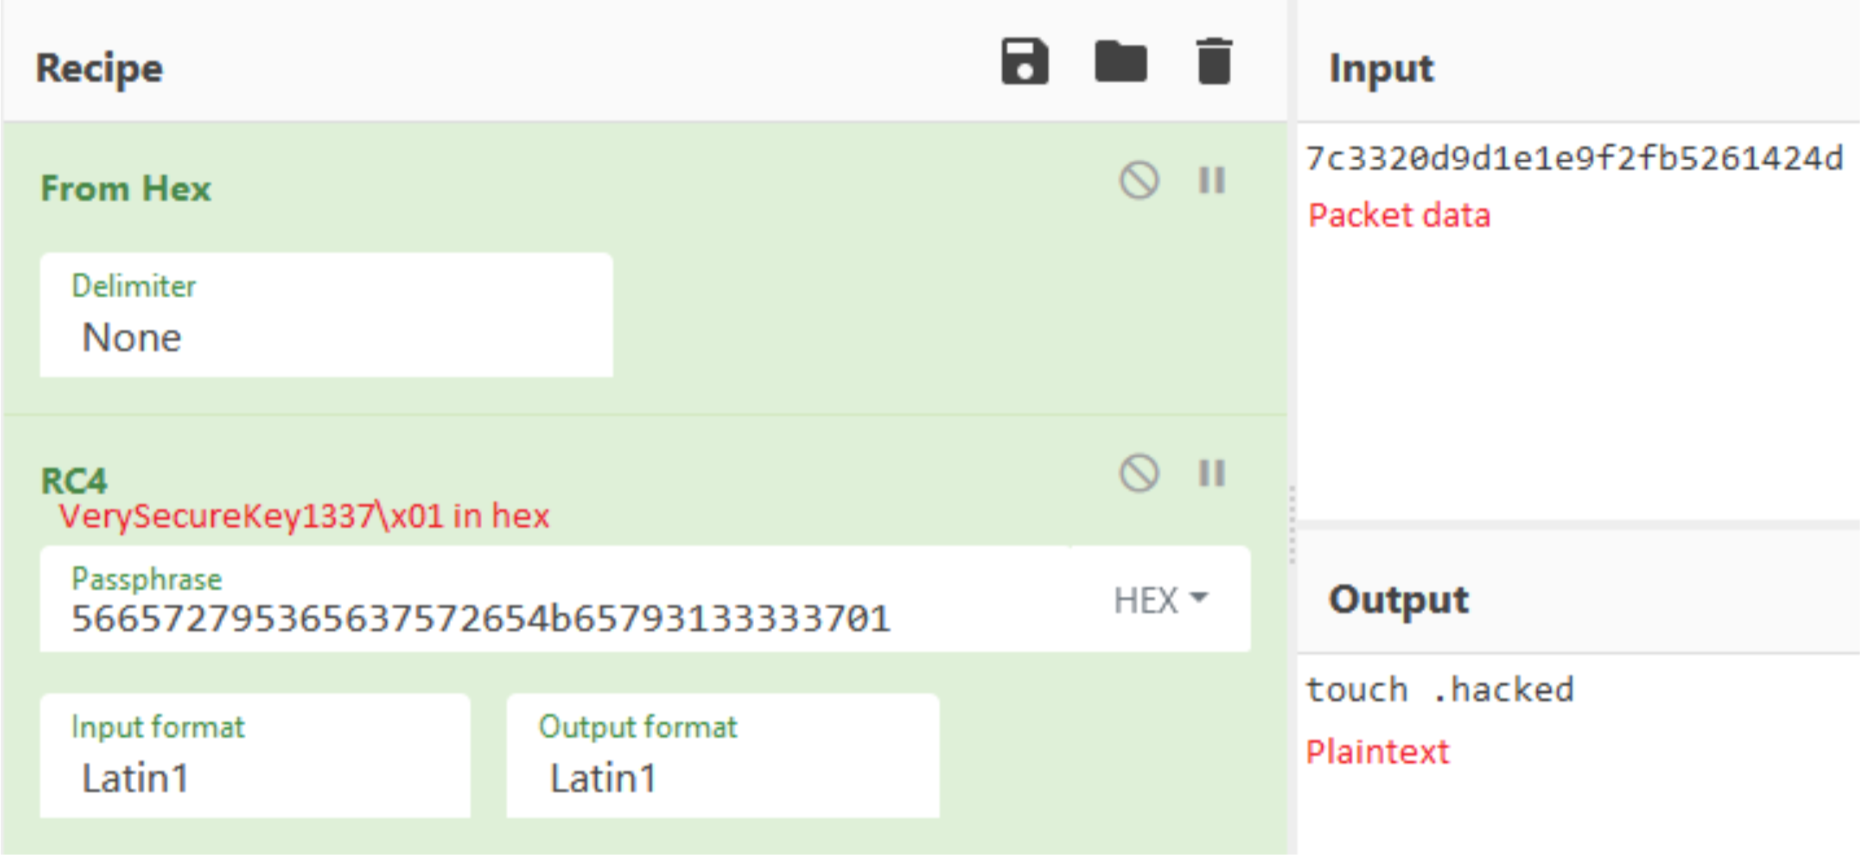 Recipe
From Hex
Delimiter
None
RC4
VerySecureKey1337\x01 in hex
Passphrase
566572795365637572654b65793133333701
HEX
Input format
Latin1
Output format
Latin1
Input
7c3320d9d1e1e9f2fb5261424d
Packet data
Output
touch .hacked
Plaintext